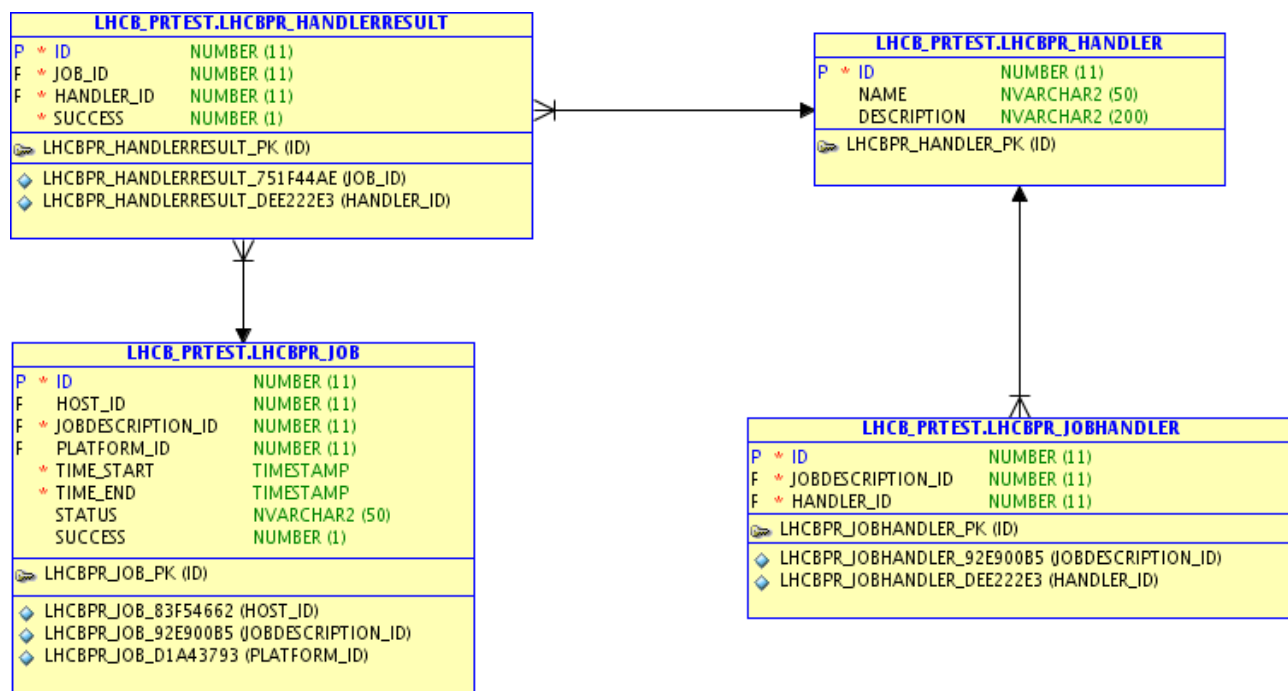 LHCB_PRTEST.LHCBPR_HANDLERRESULT
P * ID NUMBER (11)
F * JOB_ID NUMBER (11)
F * HANDLER_ID NUMBER (11)
* SUCCESS NUMBER (1)
LHCBPR_HANDLERRESULT_PK (ID)
LHCBPR_HANDLERRESULT_751F44AE (JOB_ID)
LHCBPR_HANDLERRESULT_DEE222E3 (HANDLER_ID)
LHCB_PRTEST.LHCBPR_HANDLER
P * ID NUMBER (11)
NAME NVARCHAR2 (50)
DESCRIPTION NVARCHAR2 (200)
LHCBPR_HANDLER_PK (ID)
LHCB_PRTEST.LHCBPR_JOB
P * ID NUMBER (11)
F HOST_ID NUMBER (11)
F * JOBDESCRIPTION_ID NUMBER (11)
F PLATFORM_ID NUMBER (11)
* TIME_START TIMESTAMP
* TIME_END TIMESTAMP
STATUS NVARCHAR2 (50)
SUCCESS NUMBER (1)
LHCBPR_JOB_PK (ID)
LHCBPR_JOB_83F54662 (HOST_ID)
LHCBPR_JOB_92E900B5 (JOBDESCRIPTION_ID)
LHCBPR_JOB_D1A43793 (PLATFORM_ID)
LHCB_PRTEST.LHCBPR_JOBHANDLER
P * ID NUMBER (11)
F * JOBDESCRIPTION_ID NUMBER (11)
F * HANDLER_ID NUMBER (11)
LHCBPR_JOBHANDLER_PK (ID)
LHCBPR_JOBHANDLER_92E900B5 (JOBDESCRIPTION_ID)
LHCBPR_JOBHANDLER_DEE222E3 (HANDLER_ID)